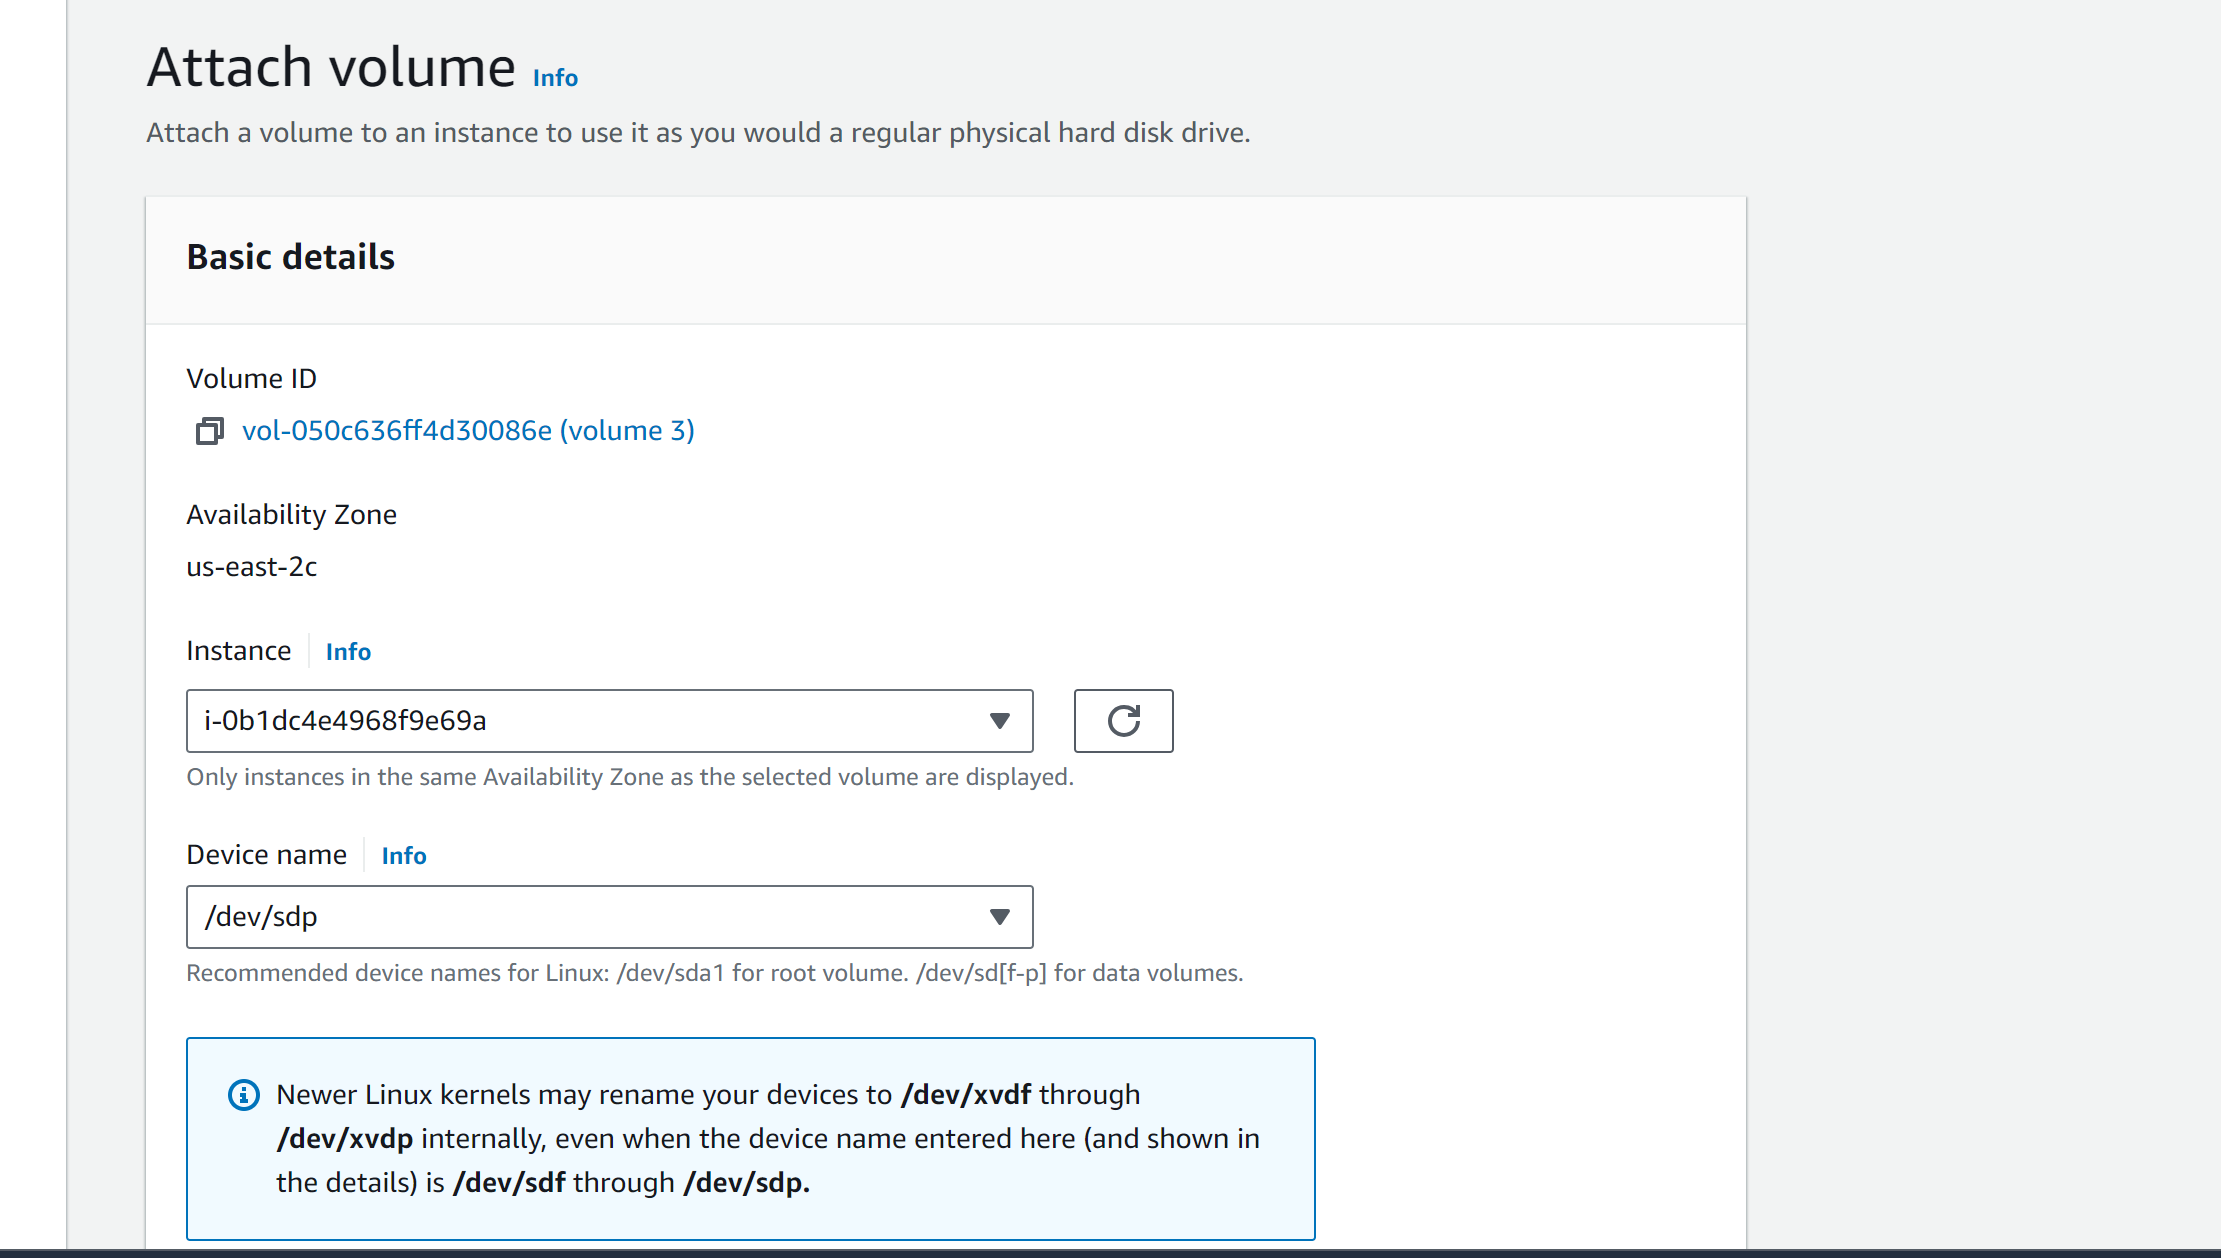 Attach volume Info
Attach a volume to an instance to use it as you would a regular physical hard disk drive.
Basic details
Volume ID
vol-050c636ff4d30086e (volume 3)
Availability Zone
us-east-2c
Instance Info
i-0b1dc4e4968f9e69a
Only instances in the same Availability Zone as the selected volume are displayed.
Device name Info
/dev/sdp
Recommended device names for Linux: /dev/sda1 for root volume. /dev/sd[f-p] for data volumes.
Newer Linux kernels may rename your devices to /dev/xvdf through
/dev/xvdp internally, even when the device name entered here (and shown in
the details) is /dev/sdf through /dev/sdp.